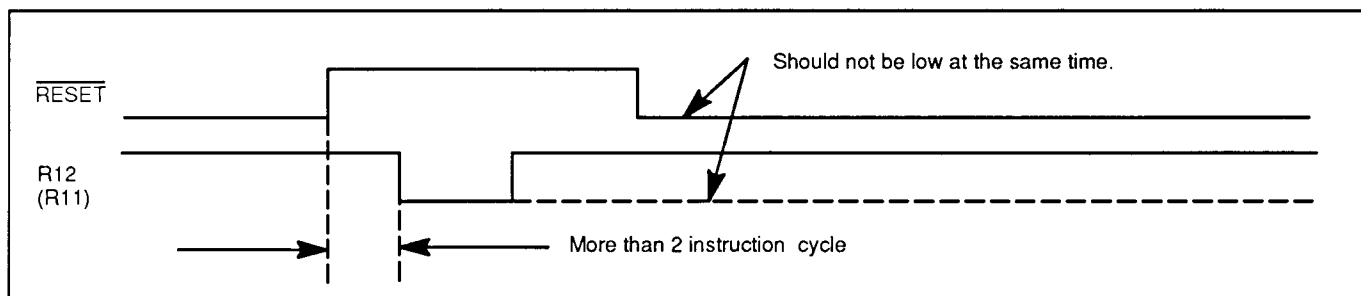 Should not be low at the same time.
RESET
R12
(R11)
More than 2 instruction cycle